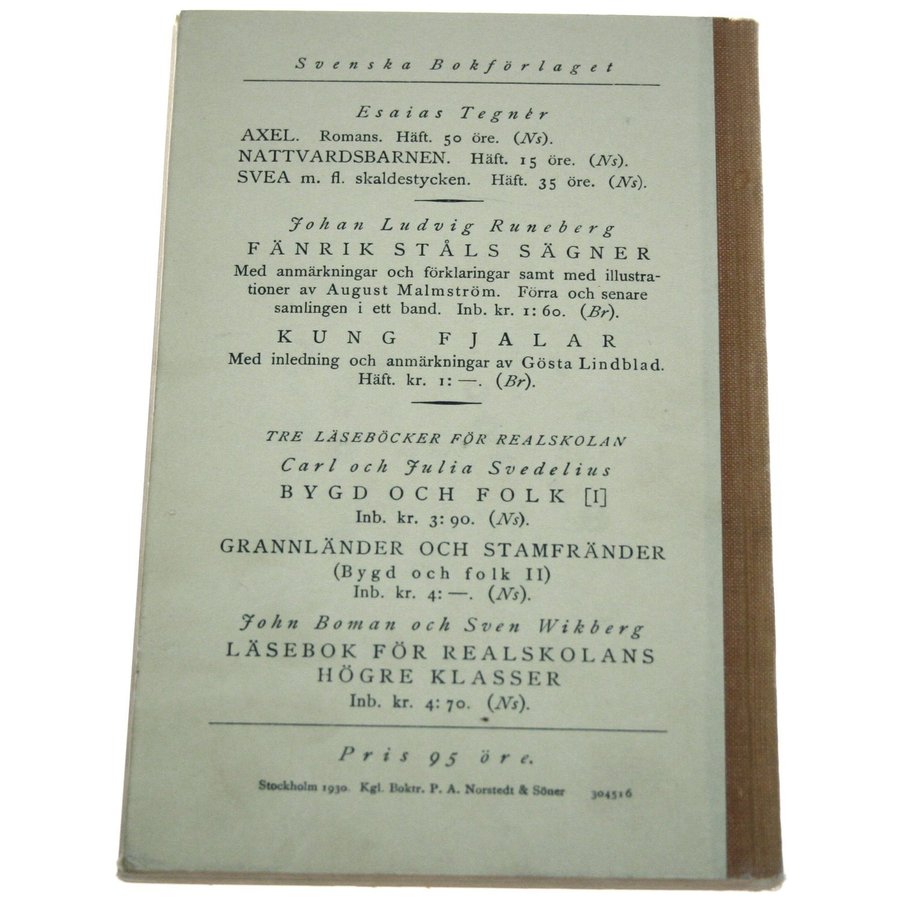 Svenska Bokförlaget
Esaias Tegnér
AXEL. Romans. Häft. 50 öre. (Ns).
NATTVARDSBARNEN. Häft. 15 öre. (Ns).
SVEA m. fl. skaldestycken. Häft. 35 öre. (Ns).
Johan Ludvig Runeberg
FÄNRIK STÅLS SÄGNER
Med anmärkningar och förklaringar samt med illustra-
tioner av August Malmström. Förra och senare
samlingen i ett band. Inb. kr. 1: 60. (Br).
KUNG FJALAR
Med inledning och anmärkningar av Gösta Lindblad.
Häft. kr. 1: —. (Br).
TRE LÄSEBÖCKER FÖR REALSKOLAN
Carl och Julia Svedelius
BYGD OCH FOLK [I]
Inb. kr. 3: 90. (Ns).
GRANNLÄNDER OCH STAMFRÄNDER
(Bygd och folk II)
Inb. kr. 4: —. (Ns).
John Boman och Sven Wikberg
LÄSEBOK FÖR REALSKOLANS
HÖGRE KLASSER
Inb. kr. 4: 70. (Ns).
Pris 95 öre.
Stockholm 1930. Kgl. Boktr. P. A. Norstedt & Söner 304516